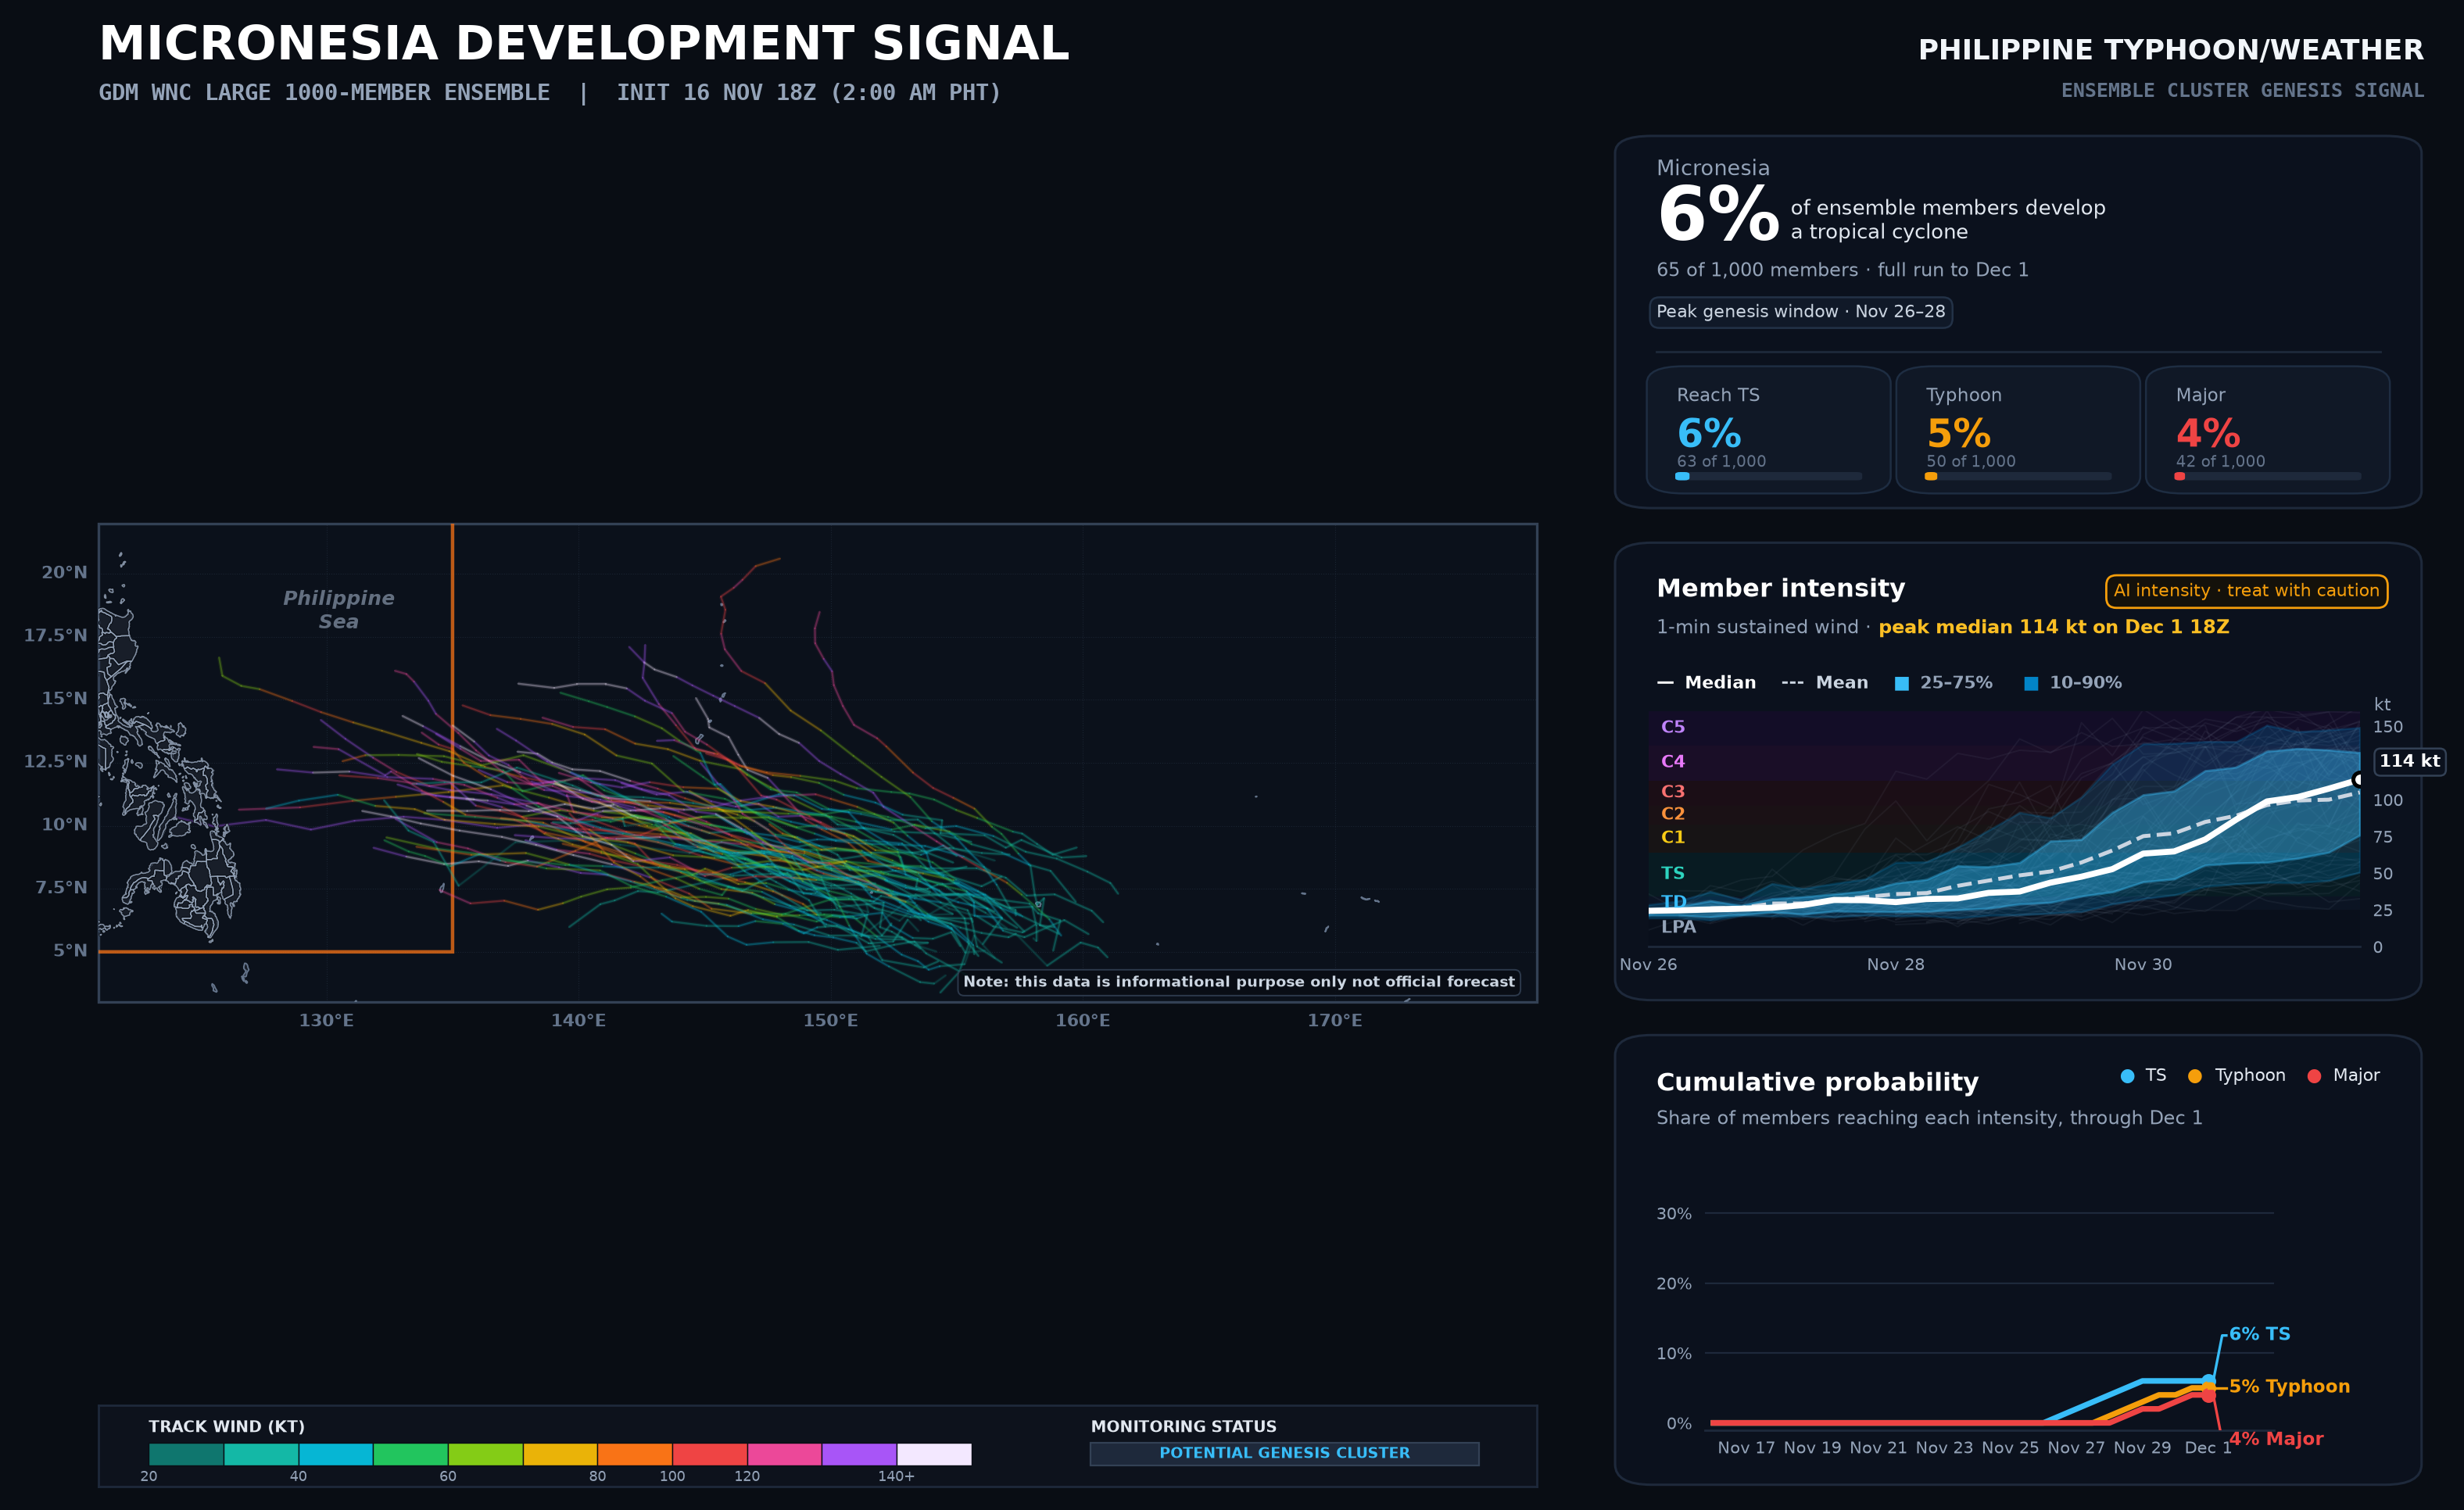 MICRONESIA DEVELOPMENT SIGNAL
GDM WNC LARGE 1000-MEMBER ENSEMBLE | INIT 16 NOV 18Z (2:00 AM PHT)
PHILIPPINE TYPHOON/WEATHER
ENSEMBLE CLUSTER GENESIS SIGNAL
Philippine
Sea
20°N
17.5°N
15°N
12.5°N
10°N
7.5°N
5°N
130°E 140°E 150°E 160°E 170°E
Note: this data is informational purpose only not official forecast
TRACK WIND (KT)
20 40 60 80 100 120 140+
MONITORING STATUS
POTENTIAL GENESIS CLUSTER
Micronesia
6% of ensemble members develop
a tropical cyclone
65 of 1,000 members · full run to Dec 1
Peak genesis window · Nov 26–28
Reach TS
6%
63 of 1,000
Typhoon
5%
50 of 1,000
Major
4%
42 of 1,000
Member intensity
AI intensity · treat with caution
1-min sustained wind · peak median 114 kt on Dec 1 18Z
Median Mean 25–75% 10–90%
C5
C4
C3
C2
C1
TS
TD
LPA
kt
150
114 kt
100
75
50
25
0
Nov 26 Nov 28 Nov 30
Cumulative probability
TS Typhoon Major
Share of members reaching each intensity, through Dec 1
30%
20%
10%
0%
6% TS
5% Typhoon
4% Major
Nov 17 Nov 19 Nov 21 Nov 23 Nov 25 Nov 27 Nov 29 Dec 1